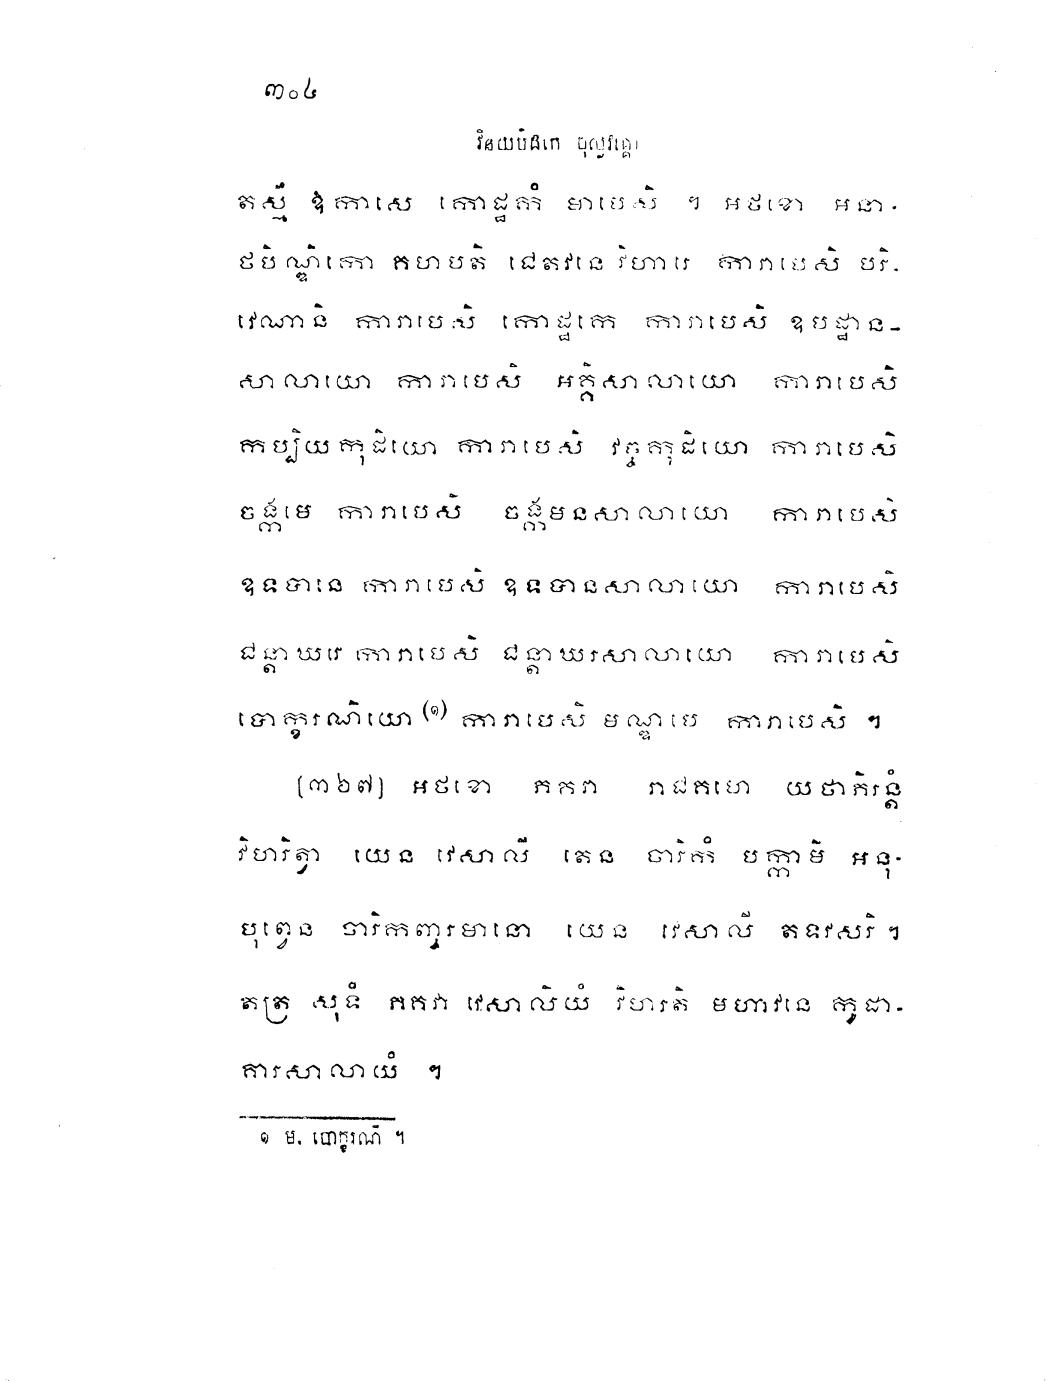 ៣០៤
វិនយបិដកេ ចុល្លវគ្គោ
តស្មឹ ឱកាសេ កោដ្ឋកំ មាបេសិ ។ អថខោ អនា-
ថបិណ្ឌិកោ គហបតិ ជេតវនេ វិហារេ ការាបេសិ បរិ-
វេណានិ ការាបេសិ កោដ្ឋកេ ការាបេសិ ឧបដ្ឋាន-
សាលាយោ ការាបេសិ អគ្គិសាលាយោ ការាបេសិ
កប្បិយកុដិយោ ការាបេសិ វច្ចកុដិយោ ការាបេសិ
ចង្កមេ ការាបេសិ ចង្កមនសាលាយោ ការាបេសិ
ឧទបានេ ការាបេសិ ឧទបានសាលាយោ ការាបេសិ
ជន្តាឃរេ ការាបេសិ ជន្តាឃរសាលាយោ ការាបេសិ
បោក្ខរណិយោ (១) ការាបេសិ មណ្ឌបេ ការាបេសិ ។
[៣៦៧] អថខោ ភគវា រាជគហេ យថាភិរន្តំ
វិហរិត្វា យេន វេសាលី តេន ចារិកំ បក្កាមិ អនុ-
បុព្វេន ចារិកញ្ចរមានោ យេន វេសាលី តទវសរិ ។
តត្រ សុទំ ភគវា វេសាលិយំ វិហរតិ មហាវនេ កូដា-
គារសាលាយំ ។
១ ម. បោក្ខរណី ។